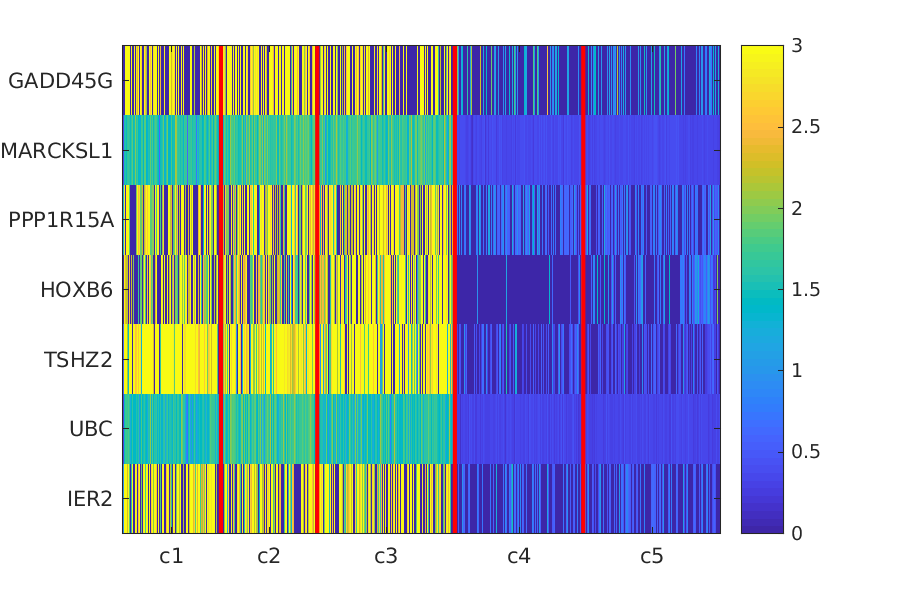 GADD45G
MARCKSL1
PPP1R15A
HOXB6
TSHZ2
UBC
IER2
c1 c2 c3 c4 c5
3
2.5
2
1.5
1
0.5
0